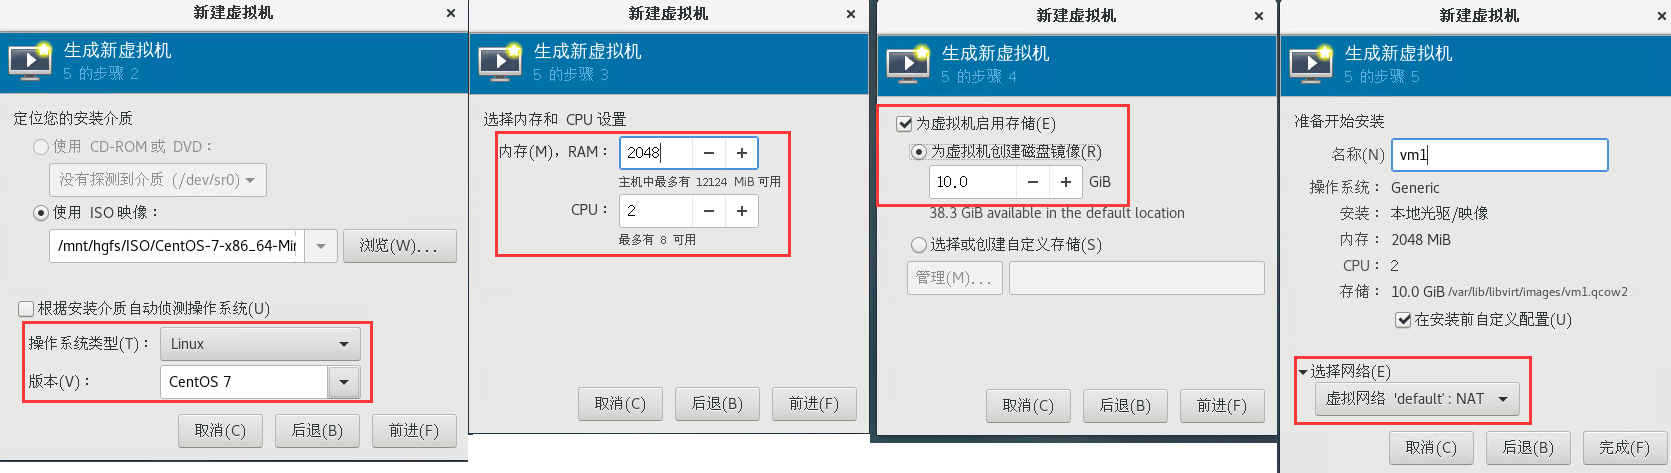 新建虚拟机
生成新虚拟机
5 的步骤 2
定位您的安装介质
使用 CD-ROM 或 DVD：
没有探测到介质 (/dev/sr0)
使用 ISO 映像：
/mnt/hgfs/ISO/CentOS-7-x86_64-Mir
浏览(W)...
根据安装介质自动侦测操作系统(U)
操作系统类型(T)： Linux
版本(V)： CentOS 7
取消(C) 后退(B) 前进(F)
新建虚拟机
生成新虚拟机
5 的步骤 3
选择内存和 CPU 设置
内存(M)，RAM： 2048 − +
主机中最多有 12124 MiB 可用
CPU： 2 − +
最多有 8 可用
取消(C) 后退(B) 前进(F)
新建虚拟机
生成新虚拟机
5 的步骤 4
为虚拟机启用存储(E)
为虚拟机创建磁盘镜像(R)
10.0 − + GiB
38.3 GiB available in the default location
选择或创建自定义存储(S)
管理(M)...
取消(C) 后退(B) 前进(F)
新建虚拟机
生成新虚拟机
5 的步骤 5
准备开始安装
名称(N) vm1
操作系统： Generic
安装： 本地光驱/映像
内存： 2048 MiB
CPU： 2
存储： 10.0 GiB /var/lib/libvirt/images/vm1.qcow2
在安装前自定义配置(U)
选择网络(E)
虚拟网络 'default' : NAT
取消(C) 后退(B) 完成(F)